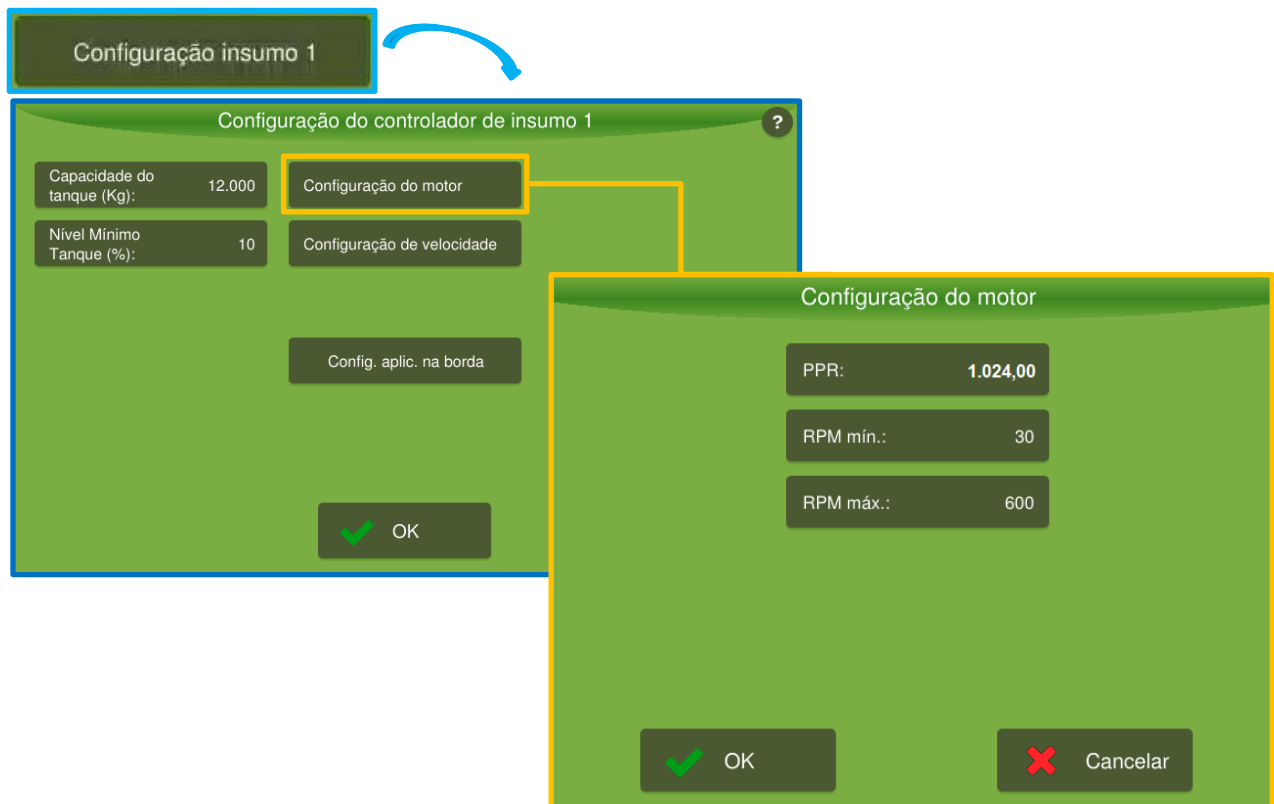 Configuração insumo 1
Configuração do controlador de insumo 1
?
Capacidade do
tanque (Kg):
12.000
Configuração do motor
Nível Mínimo
Tanque (%):
10
Configuração de velocidade
Config. aplic. na borda
OK
Configuração do motor
PPR:
1.024,00
RPM mín.:
30
RPM máx.:
600
OK
Cancelar